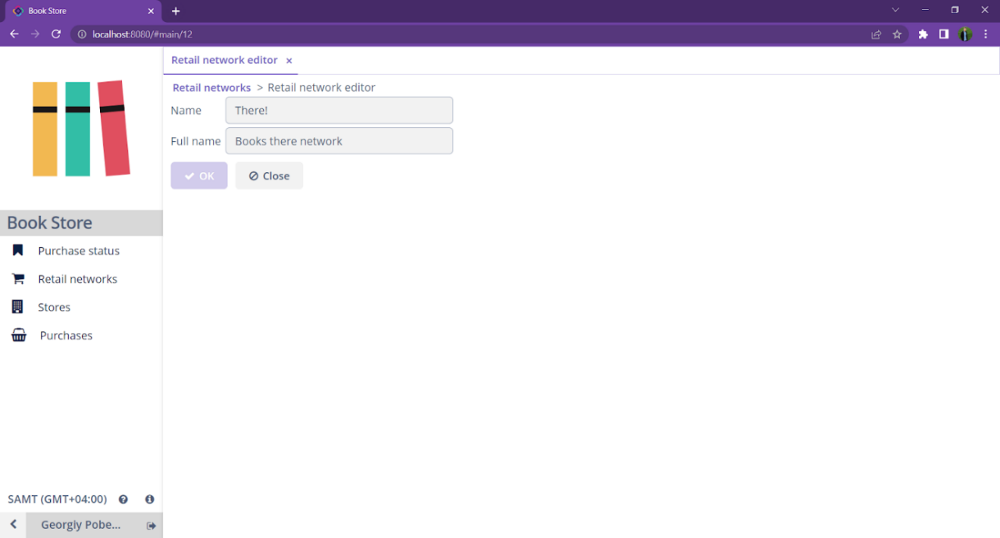 Book Store
localhost:8080/#main/12
Retail network editor
Retail networks > Retail network editor
Name There!
Full name Books there network
OK Close
Book Store
Purchase status
Retail networks
Stores
Purchases
SAMT (GMT+04:00)
Georgiy Pobe...